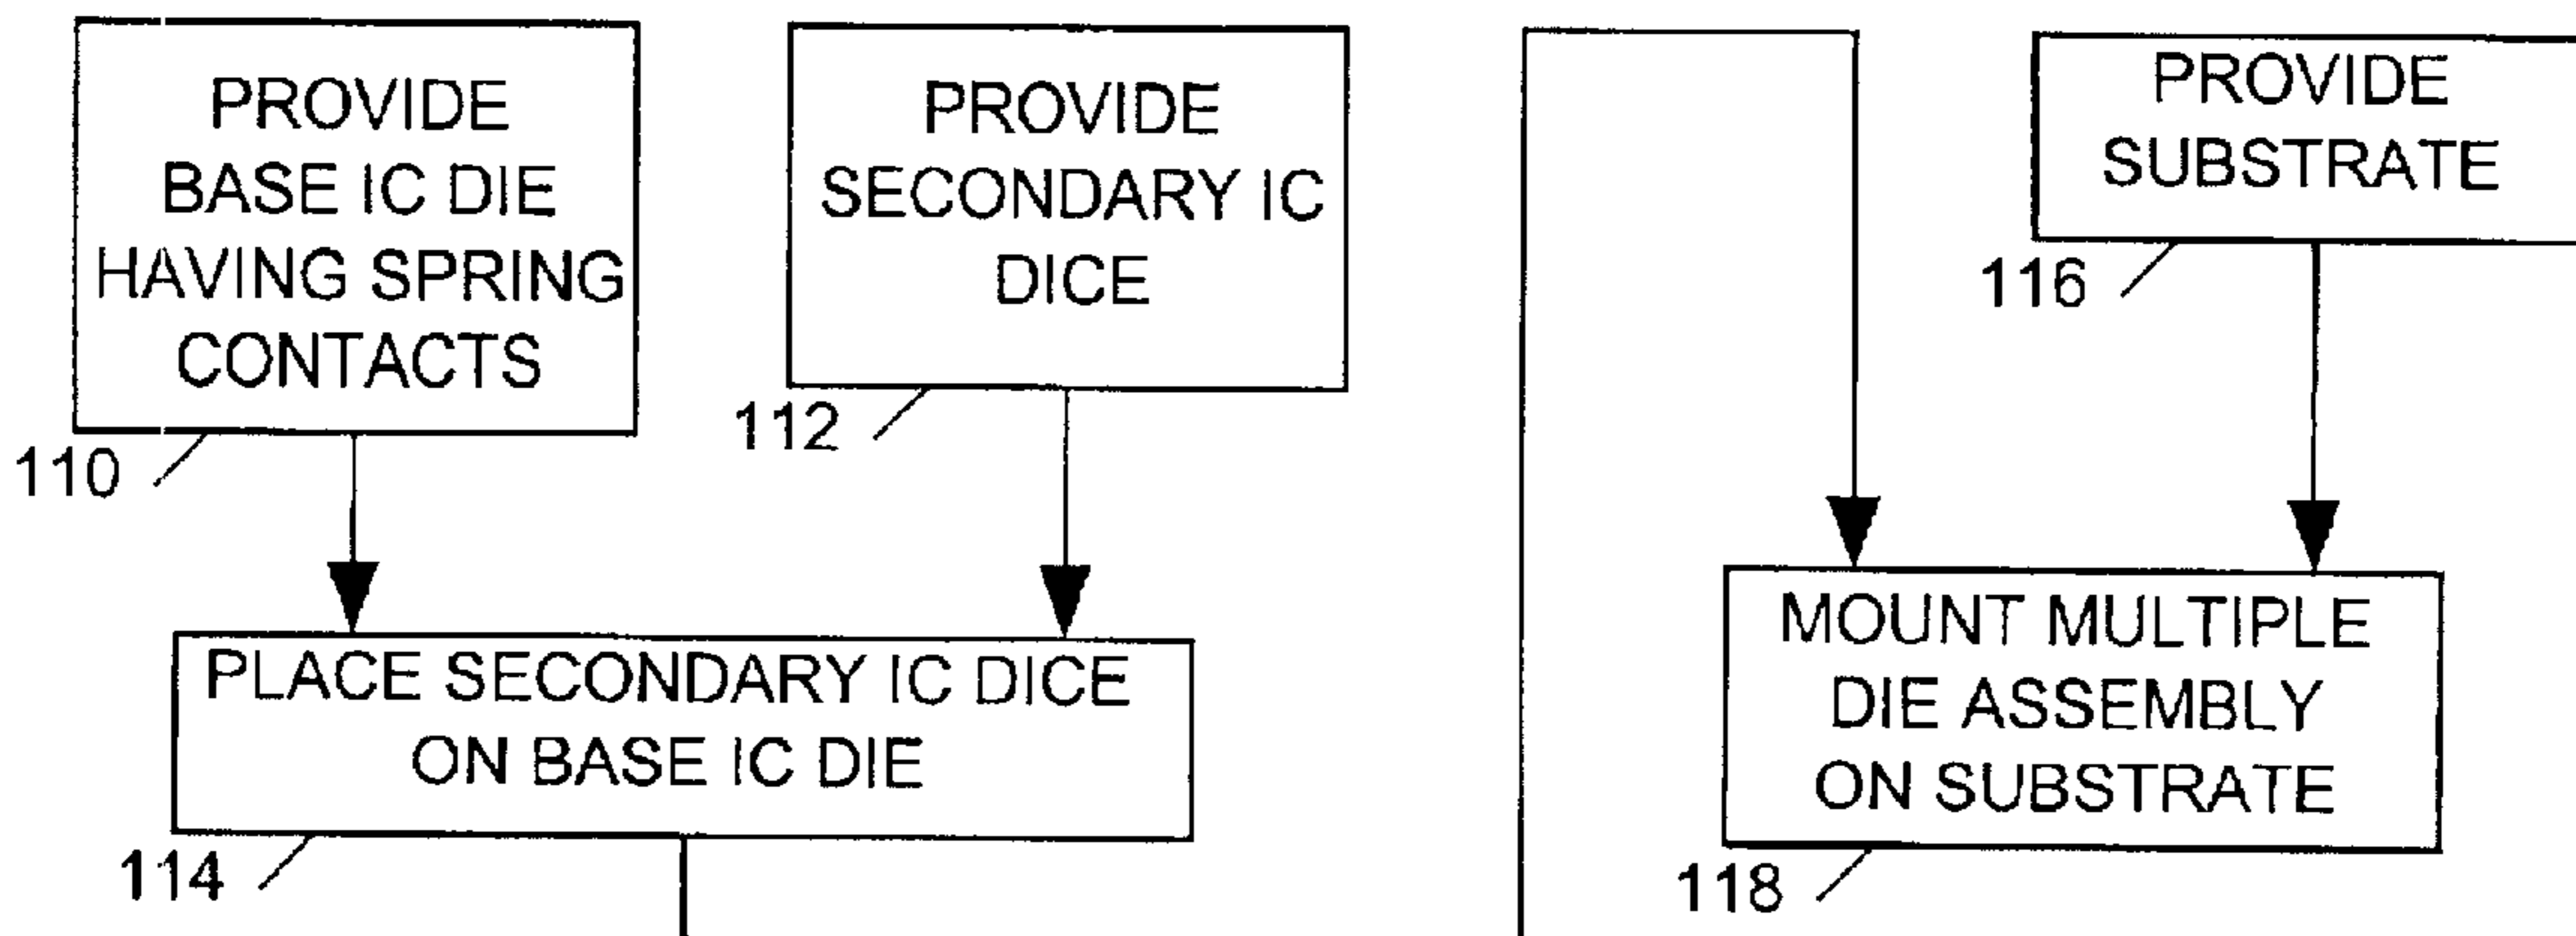 PROVIDE
BASE IC DIE
HAVING SPRING
CONTACTS
110
PROVIDE
SECONDARY IC
DICE
112
PLACE SECONDARY IC DICE
ON BASE IC DIE
114
PROVIDE
SUBSTRATE
116
MOUNT MULTIPLE
DIE ASSEMBLY
ON SUBSTRATE
118